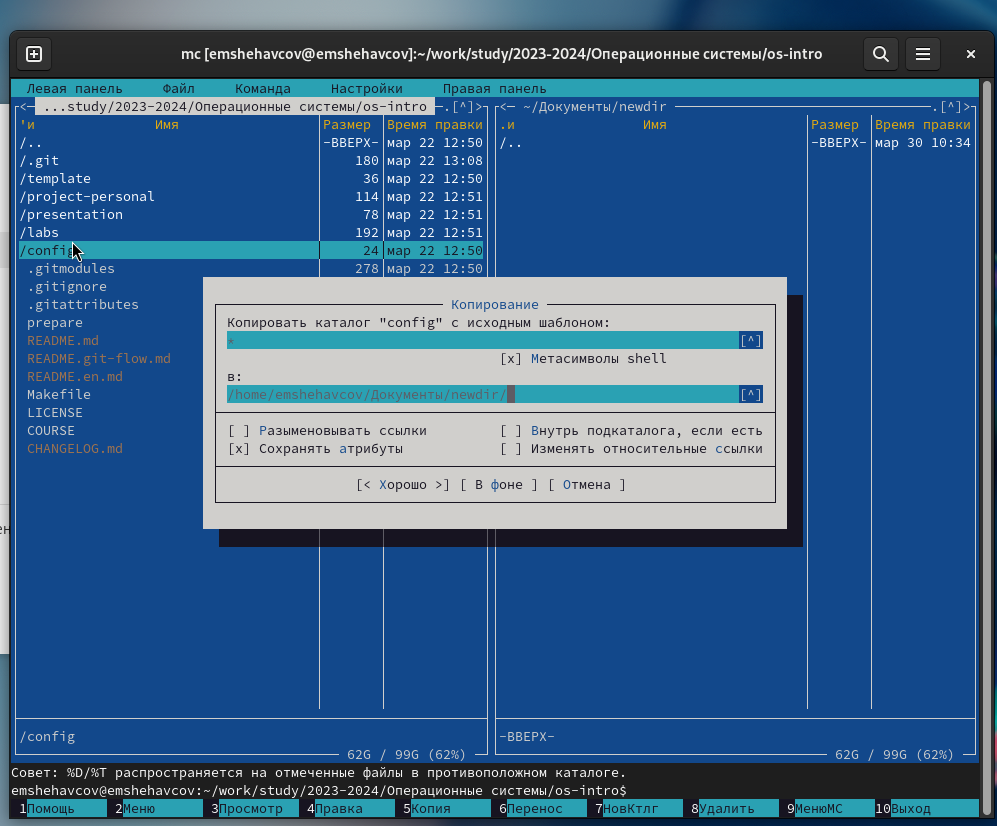 mc [emshehavcov@emshehavcov]:~/work/study/2023-2024/Операционные системы/os-intro
Левая панель Файл Команда Настройки Правая панель
<─ ...study/2023-2024/Операционные системы/os-intro ─.[^]>
'и Имя Размер Время правки
/.. -ВВЕРХ- мар 22 12:50
/.git 180 мар 22 13:08
/template 36 мар 22 12:50
/project-personal 114 мар 22 12:51
/presentation 78 мар 22 12:51
/labs 192 мар 22 12:51
/config 24 мар 22 12:50
.gitmodules 278 мар 22 12:50
.gitignore
.gitattributes
prepare
README.md
README.git-flow.md
README.en.md
Makefile
LICENSE
COURSE
CHANGELOG.md
/config
62G / 99G (62%)
<─ ~/Документы/newdir ─.[^]>
.и Имя Размер Время правки
/.. -ВВЕРХ- мар 30 10:34
-ВВЕРХ-
62G / 99G (62%)
Копирование
Копировать каталог "config" с исходным шаблоном:
* [^]
[x] Метасимволы shell
в:
/home/emshehavcov/Документы/newdir/ [^]
[ ] Разыменовывать ссылки [ ] Внутрь подкаталога, если есть
[x] Сохранять атрибуты [ ] Изменять относительные ссылки
[< Хорошо >] [ В фоне ] [ Отмена ]
Совет: %D/%T распространяется на отмеченные файлы в противоположном каталоге.
emshehavcov@emshehavcov:~/work/study/2023-2024/Операционные системы/os-intro$
1Помощь 2Меню 3Просмотр 4Правка 5Копия 6Перенос 7НовКтлг 8Удалить 9МенюМС 10Выход